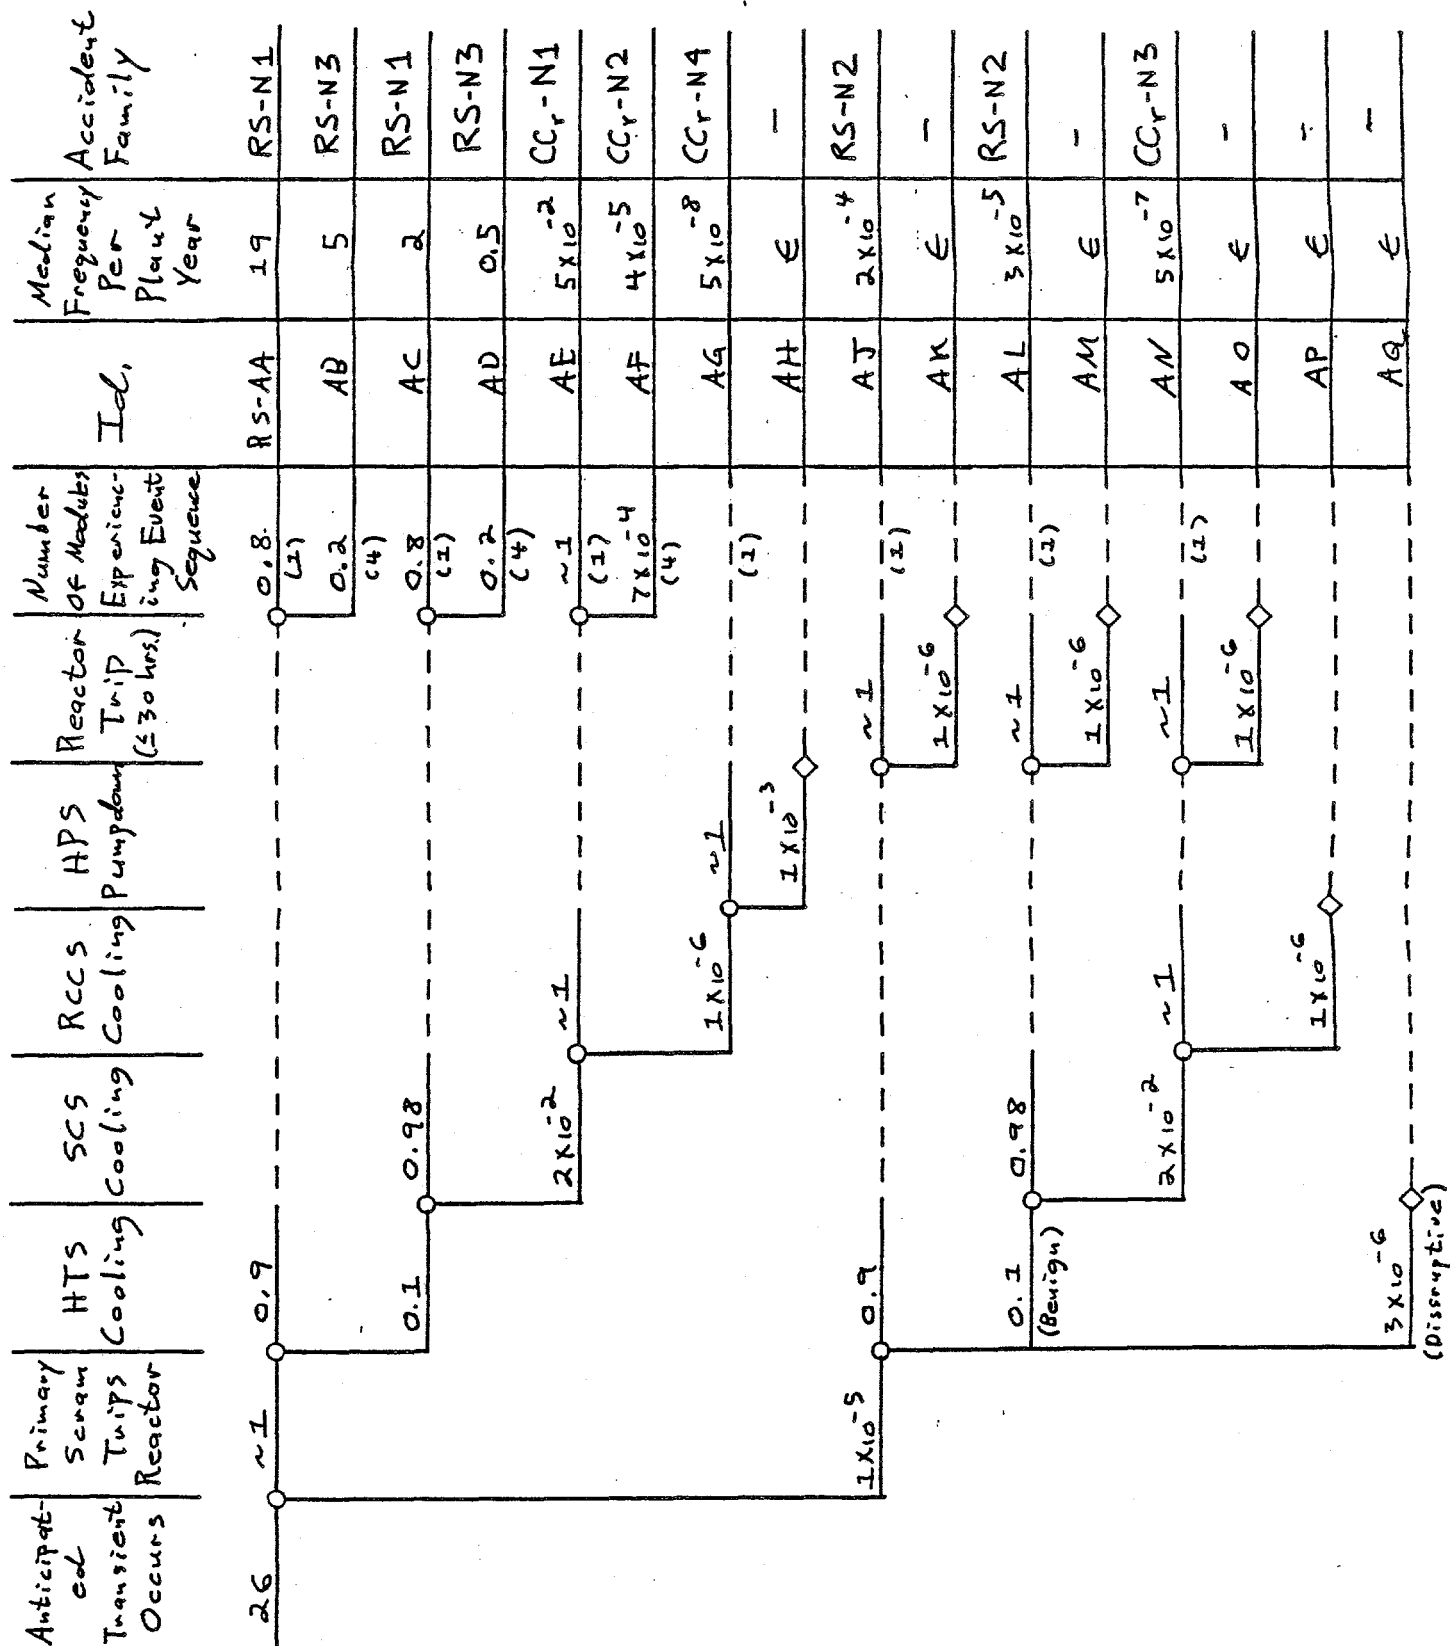 Anticipat-
ed
Transient
Occurs
Primary
Scram
Trips
Reactor
HTS
Cooling
SCS
Cooling
RCCS
Cooling
HPS
Pumpdown
Reactor
Trip
(≤30 hrs.)
Number
Of Modules
Experienc-
ing Event
Sequence
Id.
Median
Frequency
Per
Plant
Year
Accident
Family
26
~1
0.9
0.8
(1)
RS-AA
19
RS-N1
0.2
(4)
AB
5
RS-N3
0.1
0.98
0.8
(1)
AC
2
RS-N1
0.2
(4)
AD
0.5
RS-N3
2x10-2
~1
~1
(1)
AE
5x10-2
CCr-N1
7x10-4
(4)
AF
4x10-5
CCr-N2
1x10-6
~1
(1)
AG
5x10-8
CCr-N4
1x10-3
AH
ϵ
-
1x10-5
0.9
~1
(1)
AJ
2x10-4
RS-N2
1x10-6
AK
ϵ
-
0.1
(Benign)
0.98
~1
(1)
AL
3x10-5
RS-N2
1x10-6
AM
ϵ
-
2x10-2
~1
~1
(1)
AN
5x10-7
CCr-N3
1x10-6
AO
ϵ
-
1x10-6
AP
ϵ
-
3x10-6
(Dissruptive)
AQ
ϵ
-